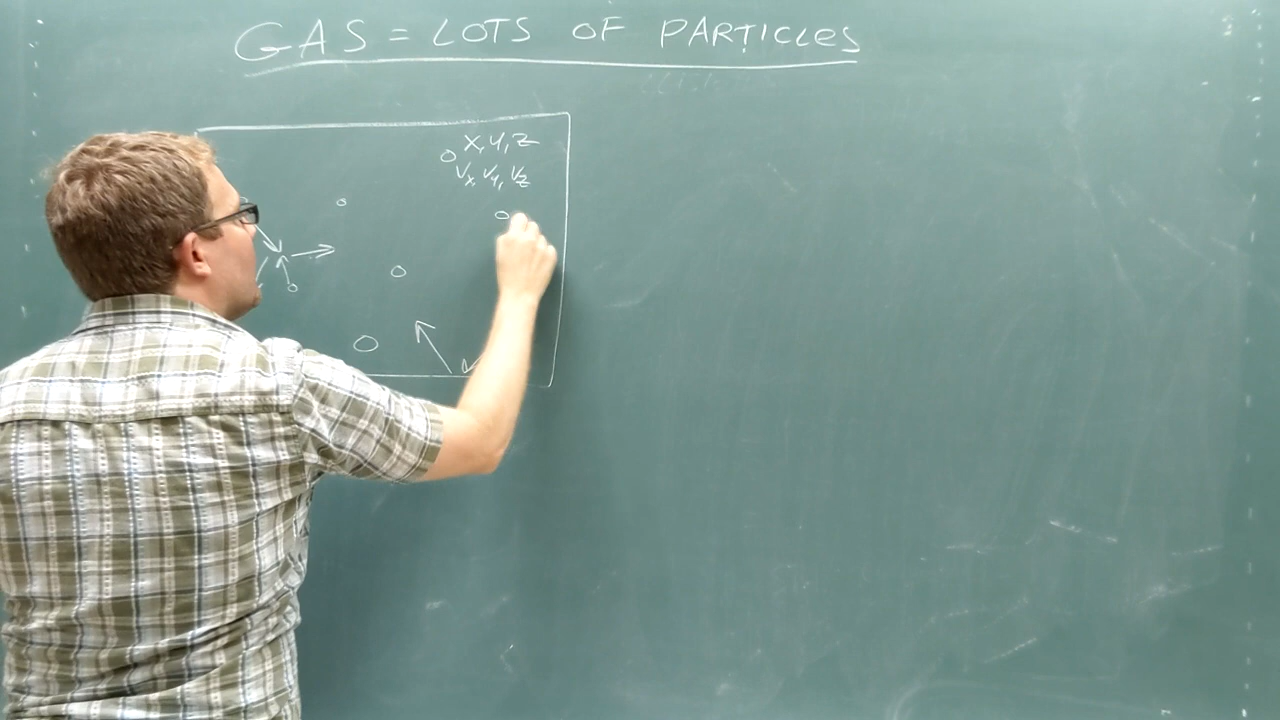 GAS = LOTS OF PARTICLES
x, y, z
Vx, Vy, Vz